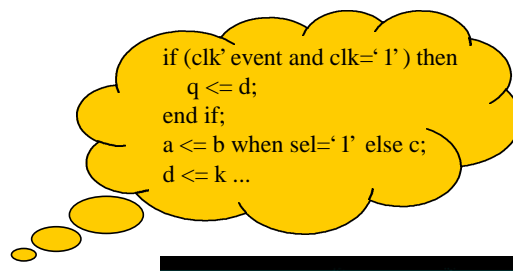 if (clk’event and clk=‘1’) then
q <= d;
end if;
a <= b when sel=‘1’ else c;
d <= k ...